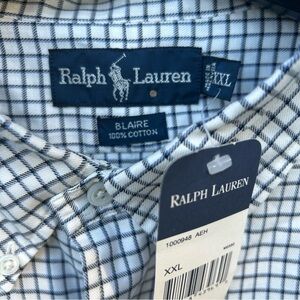 Ralph Lauren
XXL
BLAIRE
100% COTTON
RALPH LAUREN
1000948 AEH
XXL